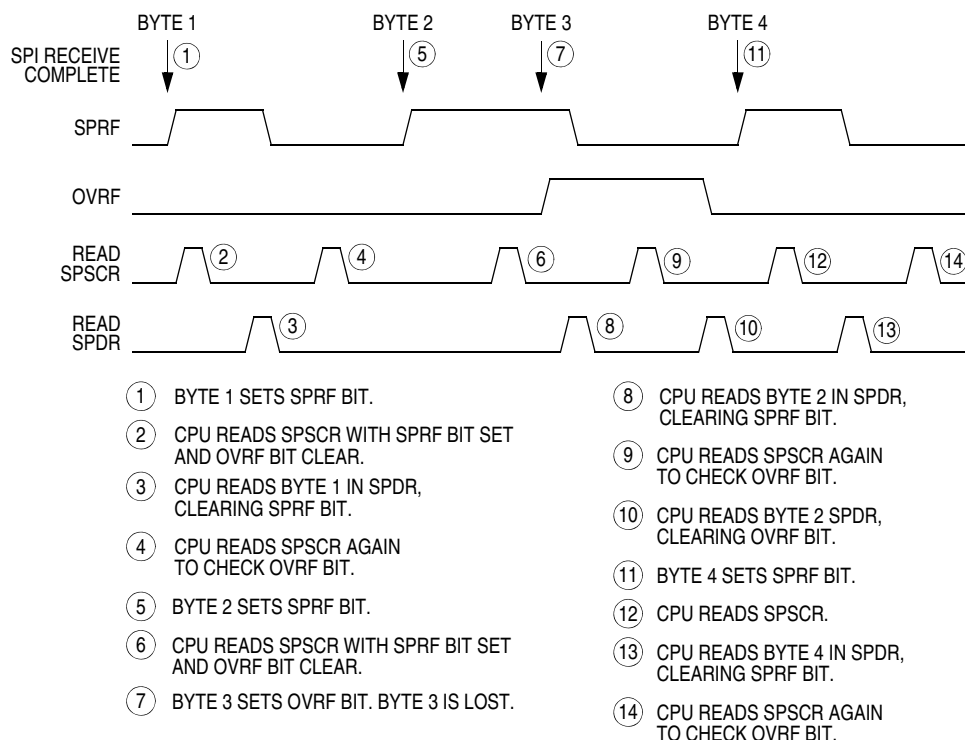 BYTE 1 BYTE 2 BYTE 3 BYTE 4
SPI RECEIVE
COMPLETE
1 5 7 11
SPRF
OVRF
READ
SPSCR
2 4 6 9 12 14
READ
SPDR
3 8 10 13
1 BYTE 1 SETS SPRF BIT.
2 CPU READS SPSCR WITH SPRF BIT SET
AND OVRF BIT CLEAR.
3 CPU READS BYTE 1 IN SPDR,
CLEARING SPRF BIT.
4 CPU READS SPSCR AGAIN
TO CHECK OVRF BIT.
5 BYTE 2 SETS SPRF BIT.
6 CPU READS SPSCR WITH SPRF BIT SET
AND OVRF BIT CLEAR.
7 BYTE 3 SETS OVRF BIT. BYTE 3 IS LOST.
8 CPU READS BYTE 2 IN SPDR,
CLEARING SPRF BIT.
9 CPU READS SPSCR AGAIN
TO CHECK OVRF BIT.
10 CPU READS BYTE 2 SPDR,
CLEARING OVRF BIT.
11 BYTE 4 SETS SPRF BIT.
12 CPU READS SPSCR.
13 CPU READS BYTE 4 IN SPDR,
CLEARING SPRF BIT.
14 CPU READS SPSCR AGAIN
TO CHECK OVRF BIT.